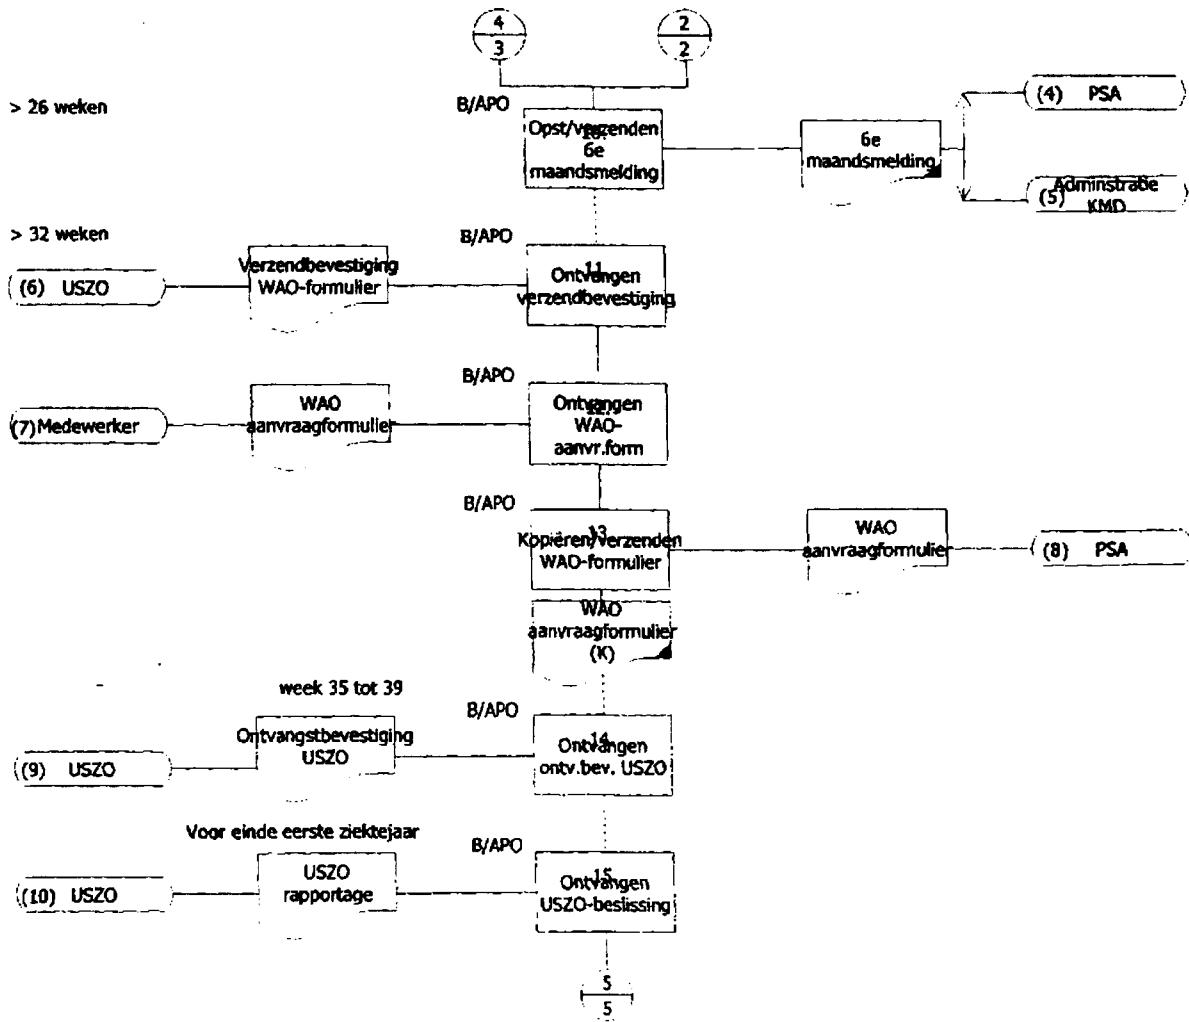 4
3
2
2
> 26 weken
B/APO
10.
Opst/verzenden
6e
maandsmelding
6e
maandsmelding
(4) PSA
(5) Adminstratie
KMD
> 32 weken
B/APO
(6) USZO
Verzendbevestiging
WAO-formulier
11.
Ontvangen
verzendbevestiging
B/APO
(7) Medewerker
WAO
aanvraagformulier
12.
Ontvangen
WAO-
aanvr.form
B/APO
13
Kopiëren/verzenden
WAO-formulier
WAO
aanvraagformulier
(8) PSA
WAO
aanvraagformulier
(K)
week 35 tot 39
B/APO
(9) USZO
Ontvangstbevestiging
USZO
14
Ontvangen
ontv.bev. USZO
Voor einde eerste ziektejaar
B/APO
(10) USZO
USZO
rapportage
15.
Ontvangen
USZO-beslissing
5
5